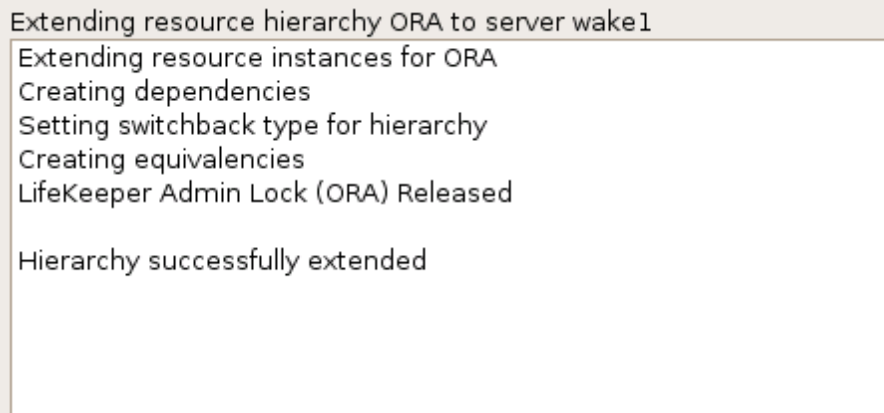 Extending resource hierarchy ORA to server wake1
Extending resource instances for ORA
Creating dependencies
Setting switchback type for hierarchy
Creating equivalencies
LifeKeeper Admin Lock (ORA) Released
Hierarchy successfully extended